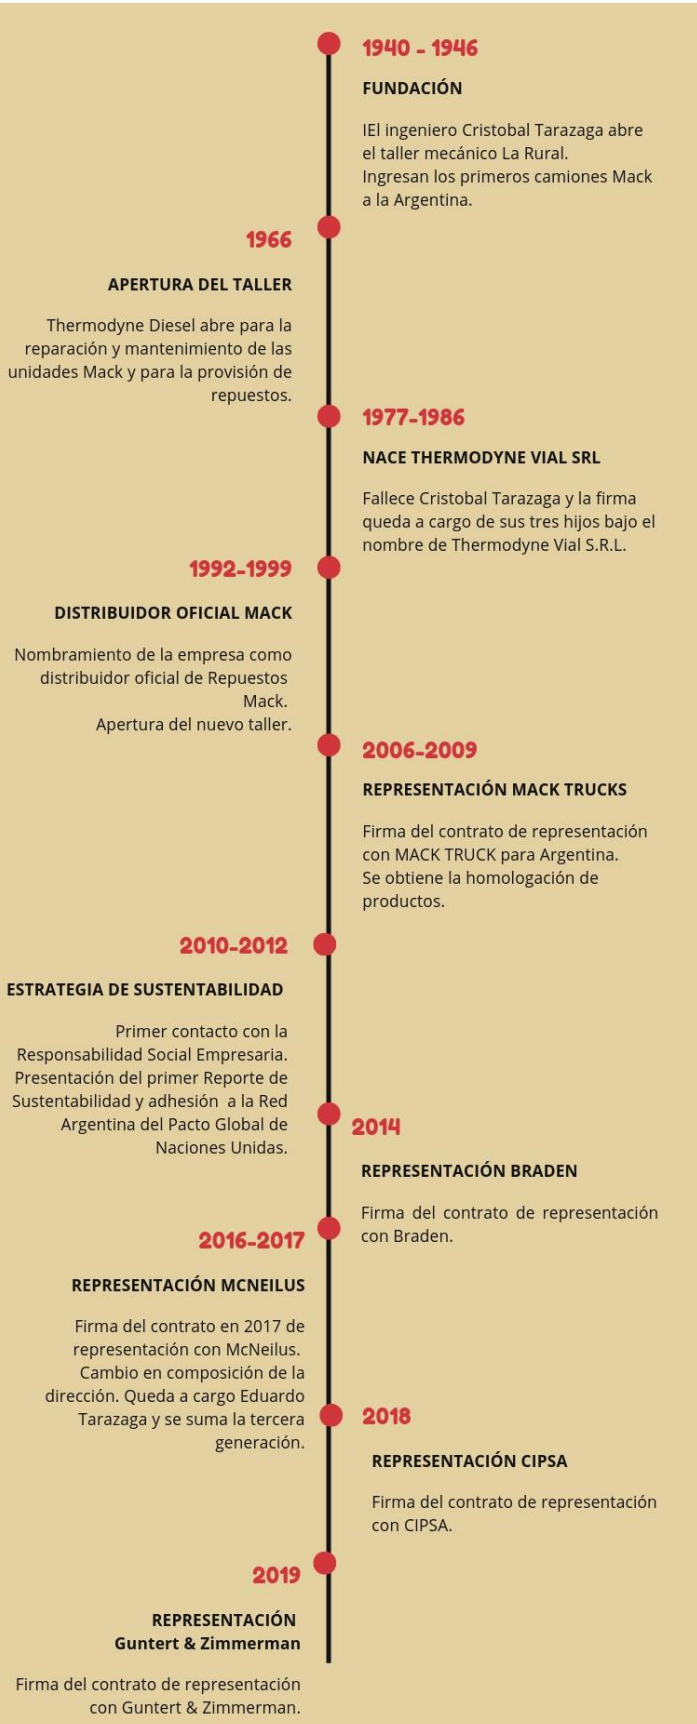 1940 - 1946
FUNDACIÓN
IEl ingeniero Cristobal Tarazaga abre
el taller mecánico La Rural.
Ingresan los primeros camiones Mack
a la Argentina.
1966
APERTURA DEL TALLER
Thermodyne Diesel abre para la
reparación y mantenimiento de las
unidades Mack y para la provisión de
repuestos.
1977-1986
NACE THERMODYNE VIAL SRL
Fallece Cristobal Tarazaga y la firma
queda a cargo de sus tres hijos bajo el
nombre de Thermodyne Vial S.R.L.
1992-1999
DISTRIBUIDOR OFICIAL MACK
Nombramiento de la empresa como
distribuidor oficial de Repuestos
Mack.
Apertura del nuevo taller.
2006-2009
REPRESENTACIÓN MACK TRUCKS
Firma del contrato de representación
con MACK TRUCK para Argentina.
Se obtiene la homologación de
productos.
2010-2012
ESTRATEGIA DE SUSTENTABILIDAD
Primer contacto con la
Responsabilidad Social Empresaria.
Presentación del primer Reporte de
Sustentabilidad y adhesión a la Red
Argentina del Pacto Global de
Naciones Unidas.
2014
REPRESENTACIÓN BRADEN
Firma del contrato de representación
con Braden.
2016-2017
REPRESENTACIÓN MCNEILUS
Firma del contrato en 2017 de
representación con McNeilus.
Cambio en composición de la
dirección. Queda a cargo Eduardo
Tarazaga y se suma la tercera
generación.
2018
REPRESENTACIÓN CIPSA
Firma del contrato de representación
con CIPSA.
2019
REPRESENTACIÓN
Guntert & Zimmerman
Firma del contrato de representación
con Guntert & Zimmerman.